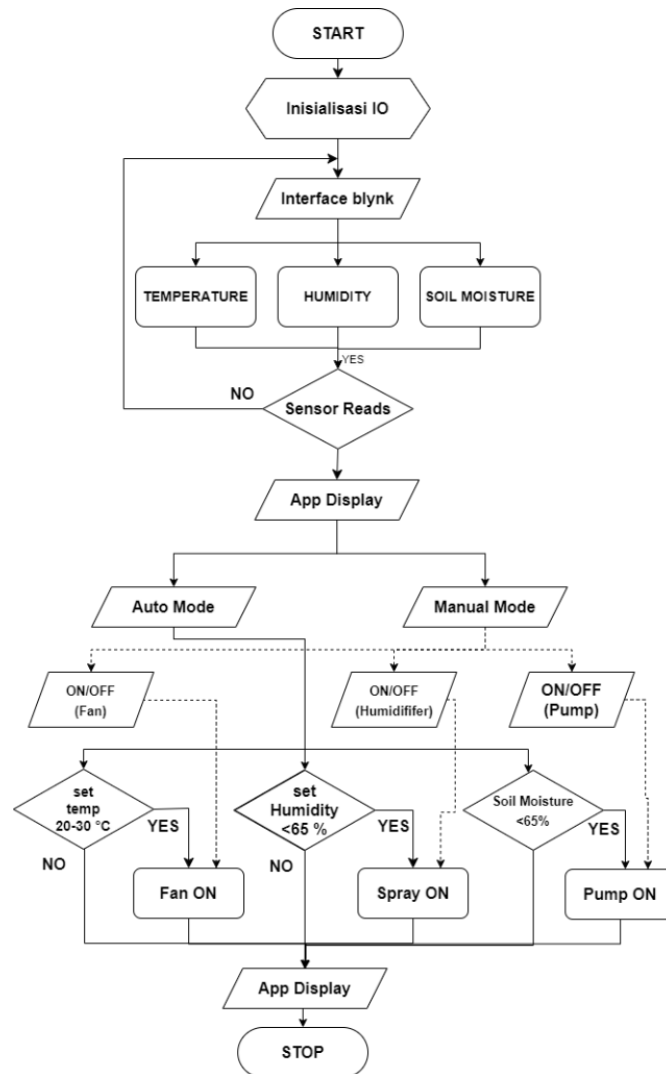 START
Inisialisasi IO
Interface blynk
TEMPERATURE
HUMIDITY
SOIL MOISTURE
YES
NO
Sensor Reads
App Display
Auto Mode
Manual Mode
ON/OFF
(Fan)
ON/OFF
(Humidififer)
ON/OFF
(Pump)
set
temp
20-30 °C
YES
NO
set
Humidity
<65 %
YES
NO
Soil Moisture
<65%
YES
Fan ON
Spray ON
Pump ON
App Display
STOP